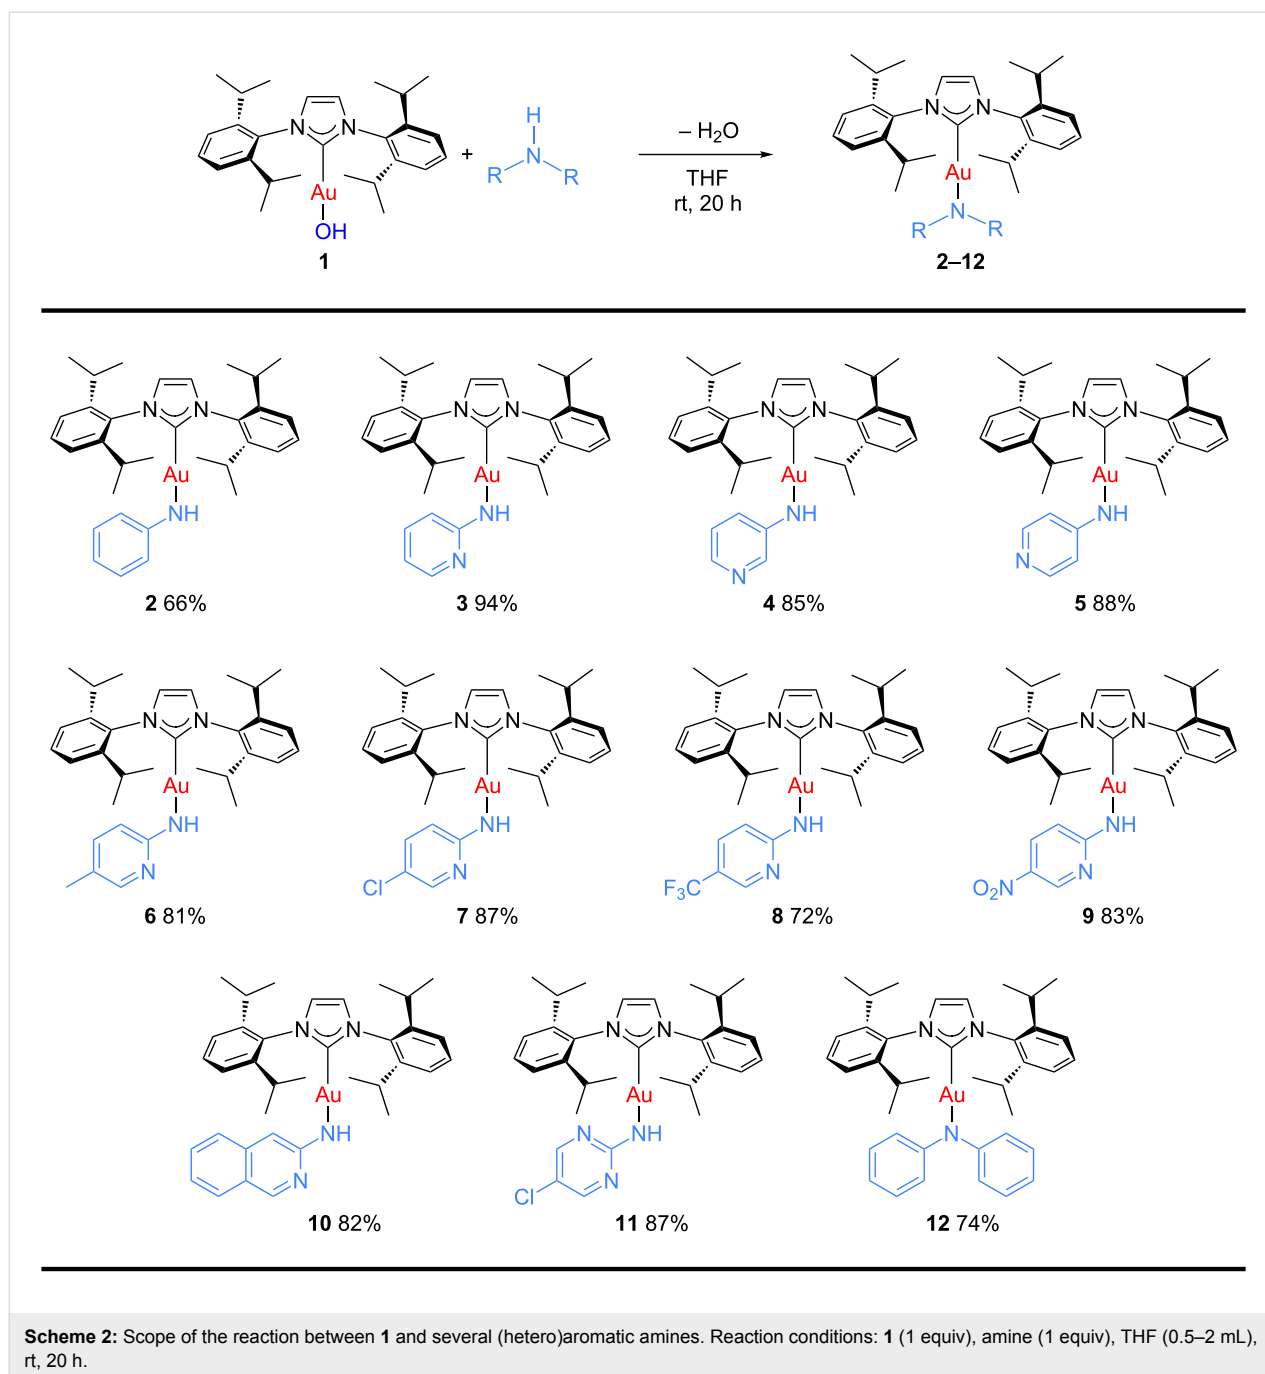 N N
Au
OH
1
+
H
N
R R
– H₂O
THF
rt, 20 h
N N
Au
N
R R
2–12
N N N N N N N N
Au Au Au Au
NH NH NH NH
N N N
2 66% 3 94% 4 85% 5 88%
N N N N N N N N
Au Au Au Au
NH NH NH NH
N N N N
Cl F₃C O₂N
6 81% 7 87% 8 72% 9 83%
N N N N N N
Au Au Au
NH N NH N
N N
Cl
10 82% 11 87% 12 74%
Scheme 2: Scope of the reaction between 1 and several (hetero)aromatic amines. Reaction conditions: 1 (1 equiv), amine (1 equiv), THF (0.5–2 mL),
rt, 20 h.